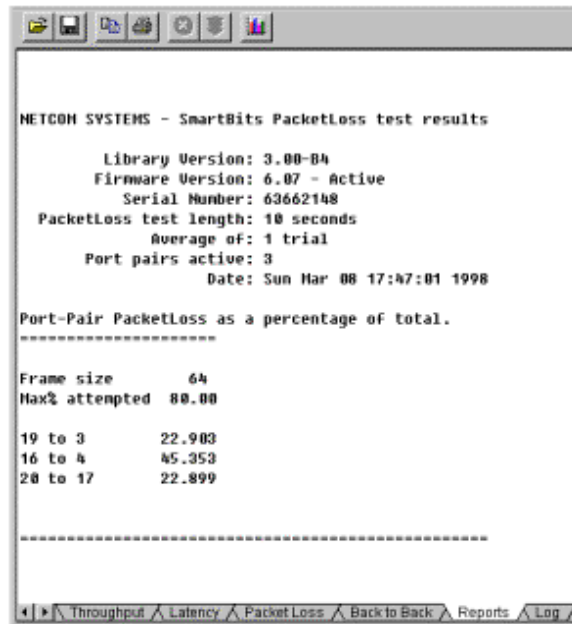 NETCOM SYSTEMS - SmartBits PacketLoss test results
Library Version: 3.00-B4
Firmware Version: 6.07 - Active
Serial Number: 63662148
PacketLoss test length: 10 seconds
Average of: 1 trial
Port pairs active: 3
Date: Sun Mar 08 17:47:01 1998
Port-Pair PacketLoss as a percentage of total.
---------------------
Frame size 64
Max% attempted 80.00
19 to 3 22.903
16 to 4 45.353
20 to 17 22.899
--------------------------------------------------
Throughput Latency Packet Loss Back to Back Reports Log